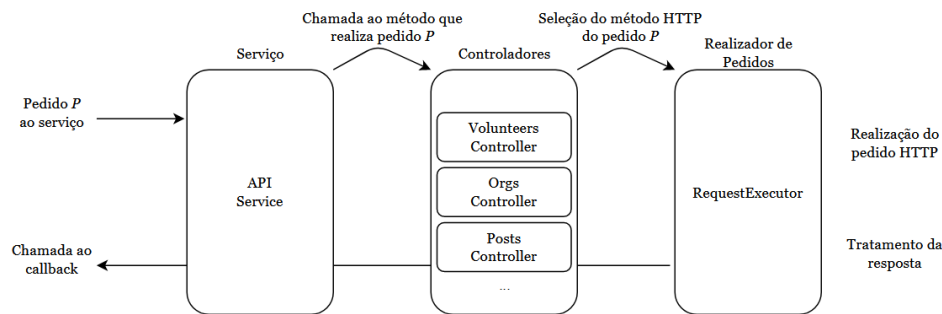 Chamada ao método que
realiza pedido P
Seleção do método HTTP
do pedido P
Serviço
Controladores
Realizador de
Pedidos
Pedido P
ao serviço
Volunteers
Controller
Realização do
pedido HTTP
API
Service
Orgs
Controller
RequestExecutor
Posts
Controller
Chamada ao
callback
Tratamento da
resposta
...